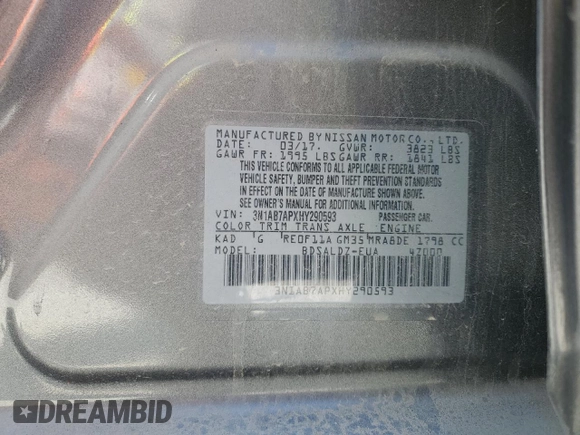 MANUFACTURED BY NISSAN MOTOR CO., LTD.
DATE: 03/17. GVWR: 3823 LBS
GAWR FR: 1995 LBS GAWR RR: 1841 LBS
THIS VEHICLE CONFORMS TO ALL APPLICABLE FEDERAL MOTOR
VEHICLE SAFETY, BUMPER AND THEFT PREVENTION STANDARDS
IN EFFECT ON THE DATE OF MANUFACTURE SHOWN ABOVE.
SEE OWNER'S MANUAL FOR ADDITIONAL INFORMATION
VIN: 3N1AB7APXHY290593 PASSENGER CAR.
COLOR TRIM TRANS AXLE ENGINE
KAD G RE0F11A GM35 MRA8DE 1798 CC
MODEL: BDSALDZ-EUA 47000
3N1AB7APXHY290593
DREAMBID